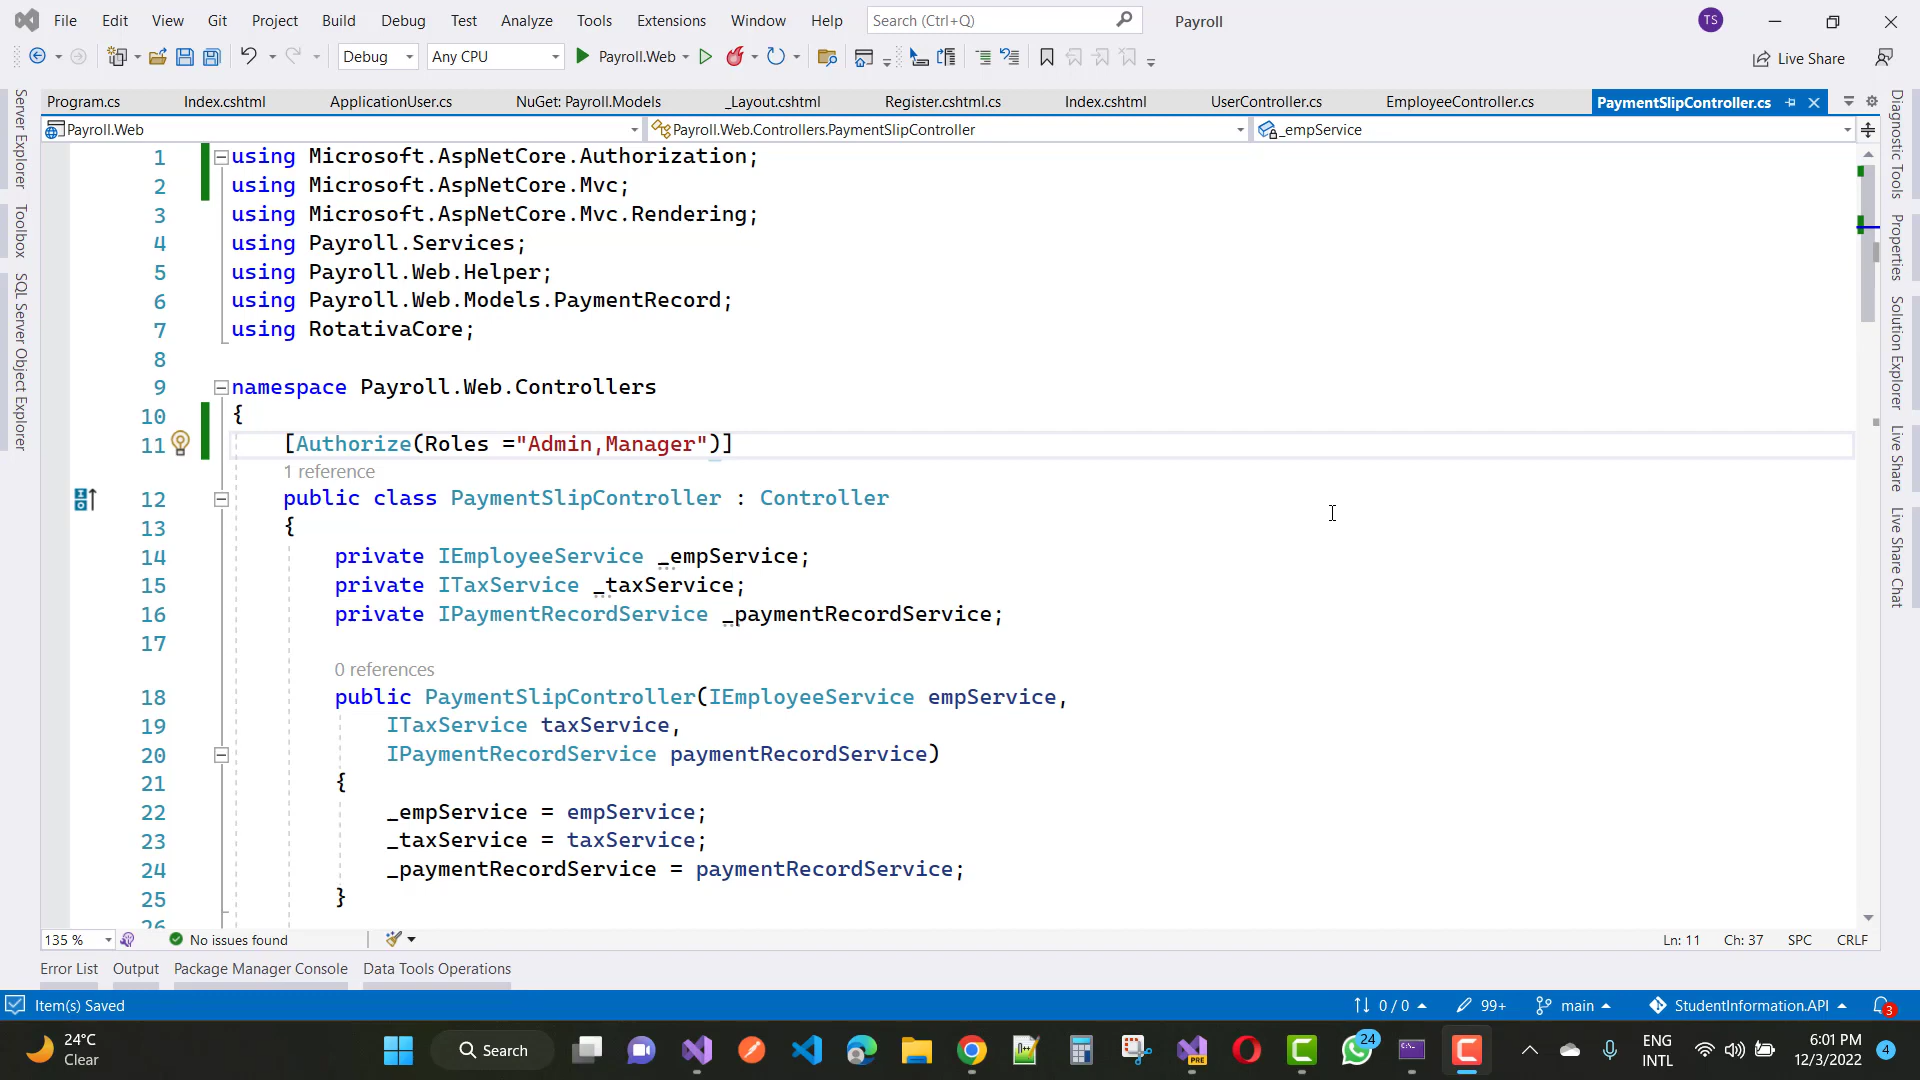 File Edit View Git Project Build Debug Test Analyze Tools Extensions Window Help Search (Ctrl+Q) Payroll TS
Debug Any CPU Payroll.Web Live Share
Program.cs Index.cshtml ApplicationUser.cs NuGet: Payroll.Models _Layout.cshtml Register.cshtml.cs Index.cshtml UserController.cs EmployeeController.cs PaymentSlipController.cs
Payroll.Web Payroll.Web.Controllers.PaymentSlipController _empService
Server Explorer
Toolbox
SQL Server Object Explorer
1 using Microsoft.AspNetCore.Authorization;
2 using Microsoft.AspNetCore.Mvc;
3 using Microsoft.AspNetCore.Mvc.Rendering;
4 using Payroll.Services;
5 using Payroll.Web.Helper;
6 using Payroll.Web.Models.PaymentRecord;
7 using RotativaCore;
8
9 namespace Payroll.Web.Controllers
10 {
11 [Authorize(Roles ="Admin,Manager")]
1 reference
12 public class PaymentSlipController : Controller
13 {
14 private IEmployeeService _empService;
15 private ITaxService _taxService;
16 private IPaymentRecordService _paymentRecordService;
17
0 references
18 public PaymentSlipController(IEmployeeService empService,
19 ITaxService taxService,
20 IPaymentRecordService paymentRecordService)
21 {
22 _empService = empService;
23 _taxService = taxService;
24 _paymentRecordService = paymentRecordService;
25 }
26
Diagnostic Tools
Properties
Solution Explorer
Live Share
Live Share Chat
135 % No issues found Ln: 11 Ch: 37 SPC CRLF
Error List Output Package Manager Console Data Tools Operations
Item(s) Saved 0 / 0 99+ main StudentInformation.API 3
24°C
Clear
Search
PRE
24
ENG
INTL
6:01 PM
12/3/2022
4